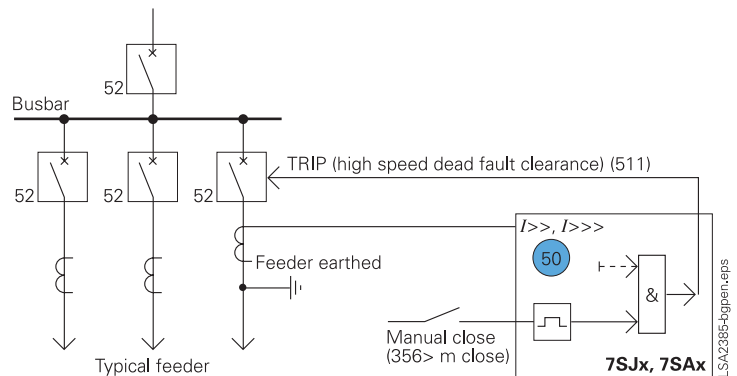 52
Busbar
52
52
52
TRIP (high speed dead fault clearance) (511)
I>>, I>>>
50
Feeder earthed
&
Manual close
(356> m close)
7SJx, 7SAx
Typical feeder
LSA2385-bgpen.eps